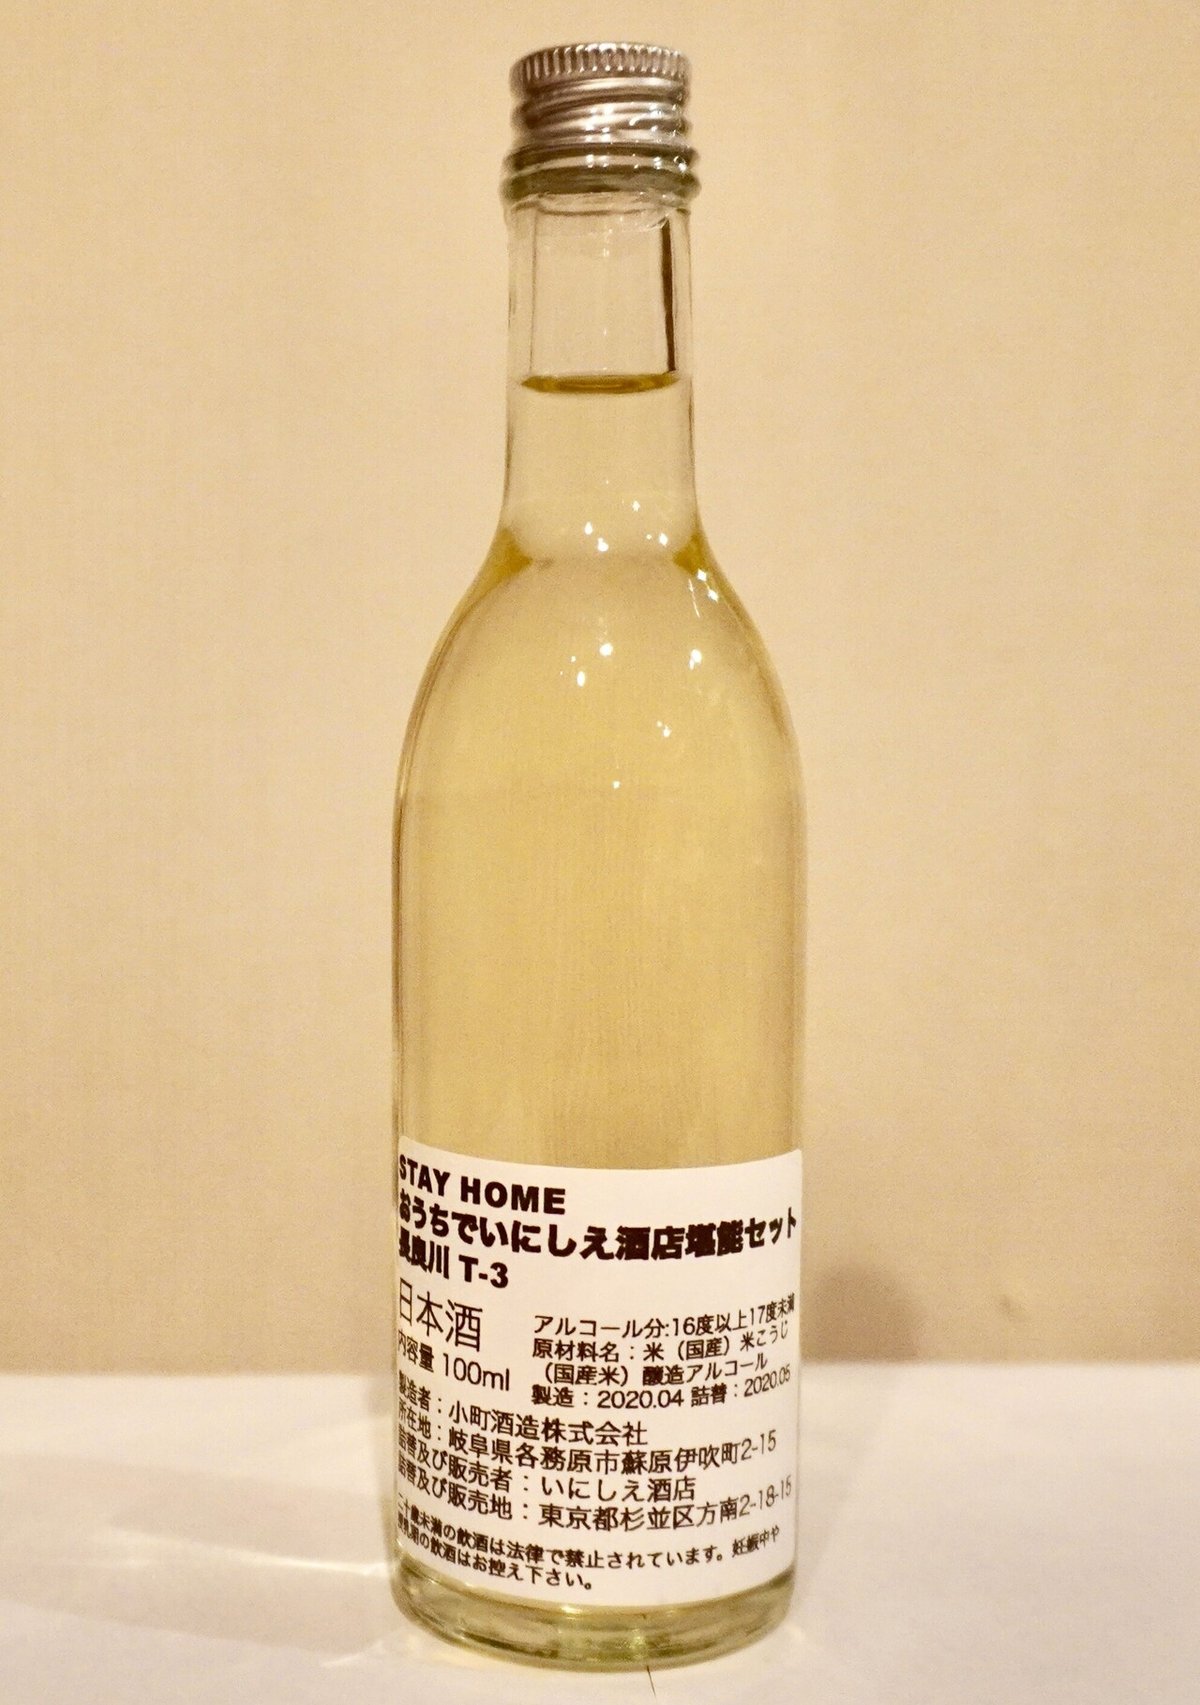 STAY HOME
おうちでいにしえ酒店堪能セット
長良川 T-3
日本酒
内容量 100ml
アルコール分:16度以上17度未満
原材料名：米（国産）米こうじ
（国産米）醸造アルコール
製造：2020.04 詰替：2020.05
製造者：小町酒造株式会社
所在地：岐阜県各務原市蘇原伊吹町2-15
詰替及び販売者：いにしえ酒店
詰替及び販売地：東京都杉並区方南2-18-15
二十歳未満の飲酒は法律で禁止されています。妊娠中や
授乳期の飲酒はお控え下さい。